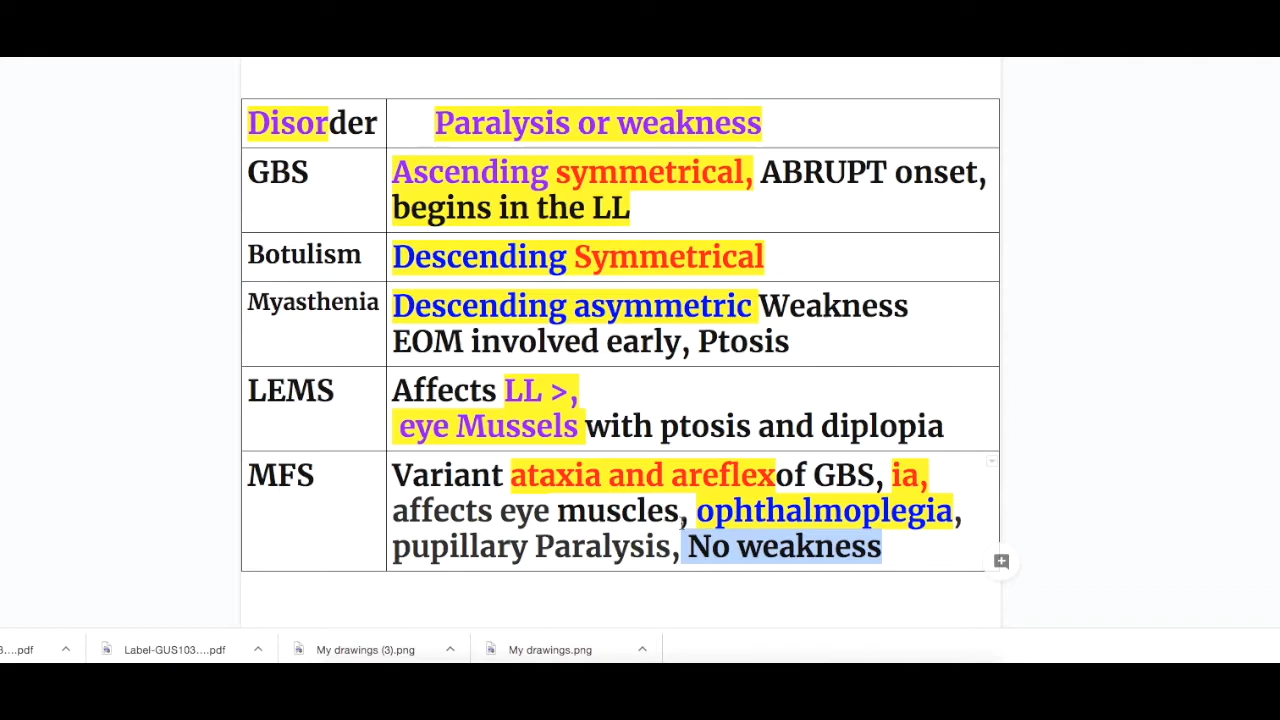 Disorder Paralysis or weakness
GBS Ascending symmetrical, ABRUPT onset,
begins in the LL
Botulism Descending Symmetrical
Myasthenia Descending asymmetric Weakness
EOM involved early, Ptosis
LEMS Affects LL >,
eye Mussels with ptosis and diplopia
MFS Variant ataxia and areflexof GBS, ia,
affects eye muscles, ophthalmoplegia,
pupillary Paralysis, No weakness
3....pdf Label-GUS103....pdf My drawings (3).png My drawings.png